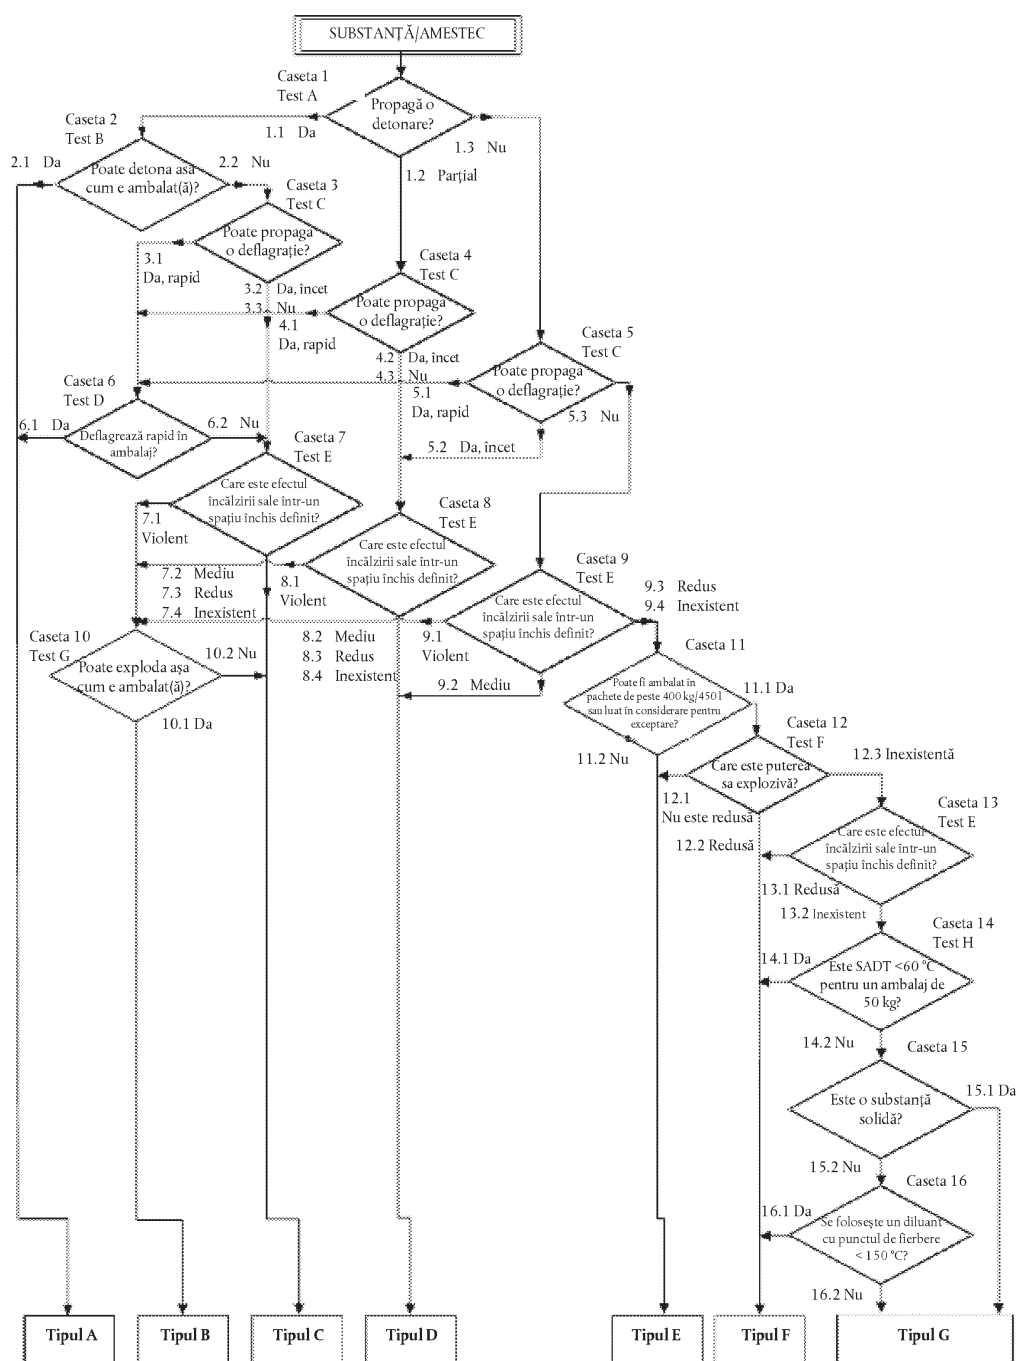 SUBSTANȚĂ/AMESTEC
Caseta 1
Test A
Propagă o
detonare?
1.1 Da
1.2 Parțial
1.3 Nu
Caseta 2
Test B
Poate detona asa
cum e ambalat(ă)?
2.1 Da
2.2 Nu
Caseta 3
Test C
Poate propaga
o deflagrație?
3.1
Da, rapid
3.2 Da, încet
3.3 Nu
Caseta 4
Test C
Poate propaga
o deflagrație?
4.1
Da, rapid
4.2 Da, încet
4.3 Nu
Caseta 5
Test C
Poate propaga
o deflagrație?
5.1
Da, rapid
5.2 Da, încet
5.3 Nu
Caseta 6
Test D
Deflagrează rapid în
ambalaj?
6.1 Da
6.2 Nu
Caseta 7
Test E
Care este efectul
încălzirii sale într-un
spațiu închis definit?
7.1
Violent
7.2 Mediu
7.3 Redus
7.4 Inexistent
Caseta 8
Test E
Care este efectul
încălzirii sale într-un
spațiu închis definit?
8.1
Violent
8.2 Mediu
8.3 Redus
8.4 Inexistent
Caseta 9
Test E
Care este efectul
încălzirii sale într-un
spațiu închis definit?
9.1
Violent
9.2 Mediu
9.3 Redus
9.4 Inexistent
Caseta 10
Test G
Poate exploda așa
cum e ambalat(ă)?
10.1 Da
10.2 Nu
Caseta 11
Poate fi ambalat în
pachete de peste 400 kg/450 l
sau luat în considerare pentru
exceptare?
11.1 Da
11.2 Nu
Caseta 12
Test F
Care este puterea
sa explozivă?
12.1
Nu este redusă
12.2 Redusă
12.3 Inexistentă
Caseta 13
Test E
Care este efectul
încălzirii sale într-un
spațiu închis definit?
13.1 Redusă
13.2 Inexistent
Caseta 14
Test H
Este SADT <60 °C
pentru un ambalaj de
50 kg?
14.1 Da
14.2 Nu
Caseta 15
Este o substanță
solidă?
15.1 Da
15.2 Nu
Caseta 16
Se folosește un diluant
cu punctul de fierbere
< 150 °C?
16.1 Da
16.2 Nu
Tipul A
Tipul B
Tipul C
Tipul D
Tipul E
Tipul F
Tipul G